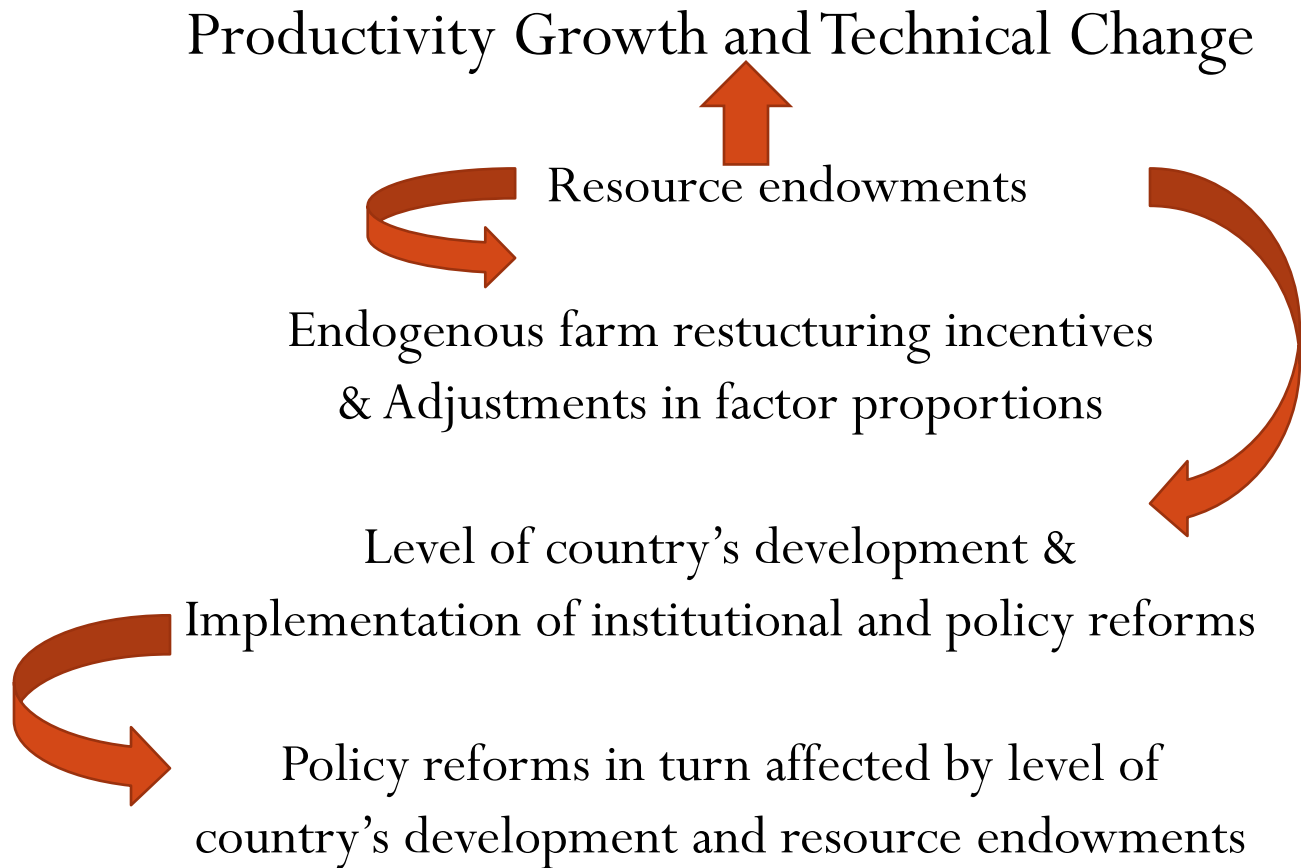 Productivity Growth and Technical Change
Resource endowments
Endogenous farm restucturing incentives
& Adjustments in factor proportions
Level of country’s development &
Implementation of institutional and policy reforms
Policy reforms in turn affected by level of
country’s development and resource endowments